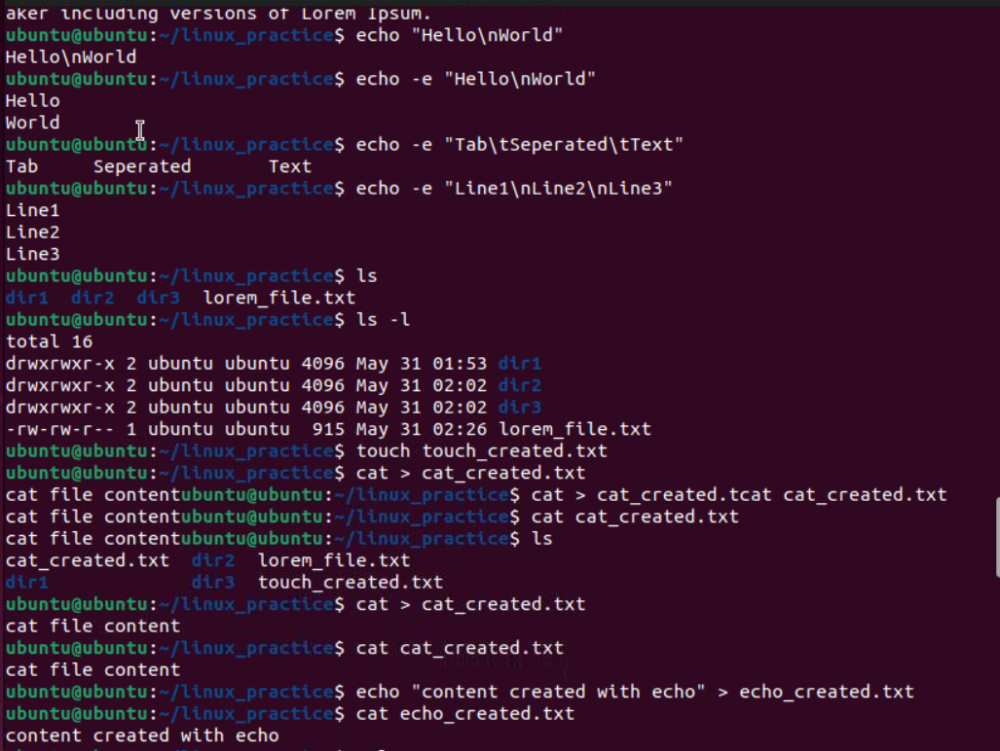 aker including versions of Lorem Ipsum.
ubuntu@ubuntu:~/linux_practice$ echo "Hello\nWorld"
Hello\nWorld
ubuntu@ubuntu:~/linux_practice$ echo -e "Hello\nWorld"
Hello
World
ubuntu@ubuntu:~/linux_practice$ echo -e "Tab\tSeperated\tText"
Tab     Seperated       Text
ubuntu@ubuntu:~/linux_practice$ echo -e "Line1\nLine2\nLine3"
Line1
Line2
Line3
ubuntu@ubuntu:~/linux_practice$ ls
dir1  dir2  dir3  lorem_file.txt
ubuntu@ubuntu:~/linux_practice$ ls -l
total 16
drwxrwxr-x 2 ubuntu ubuntu 4096 May 31 01:53 dir1
drwxrwxr-x 2 ubuntu ubuntu 4096 May 31 02:02 dir2
drwxrwxr-x 2 ubuntu ubuntu 4096 May 31 02:02 dir3
-rw-rw-r-- 1 ubuntu ubuntu  915 May 31 02:26 lorem_file.txt
ubuntu@ubuntu:~/linux_practice$ touch touch_created.txt
ubuntu@ubuntu:~/linux_practice$ cat > cat_created.txt
cat file contentubuntu@ubuntu:~/linux_practice$ cat > cat_created.tcat cat_created.txt
cat file contentubuntu@ubuntu:~/linux_practice$ cat cat_created.txt
cat file contentubuntu@ubuntu:~/linux_practice$ ls
cat_created.txt  dir2  lorem_file.txt
dir1             dir3  touch_created.txt
ubuntu@ubuntu:~/linux_practice$ cat > cat_created.txt
cat file content
ubuntu@ubuntu:~/linux_practice$ cat cat_created.txt
cat file content
ubuntu@ubuntu:~/linux_practice$ echo "content created with echo" > echo_created.txt
ubuntu@ubuntu:~/linux_practice$ cat echo_created.txt
content created with echo